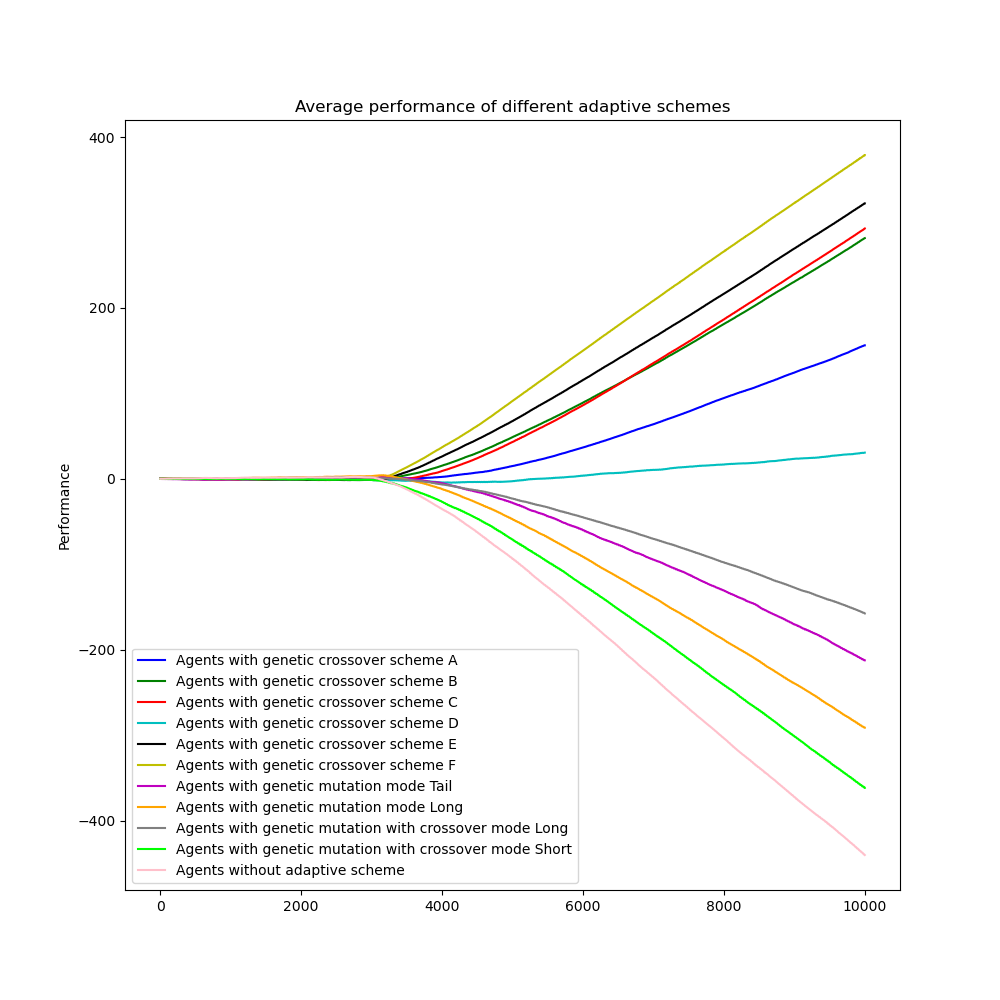 Average performance of different adaptive schemes
400
200
0
−200
−400
Performance
Agents with genetic crossover scheme A
Agents with genetic crossover scheme B
Agents with genetic crossover scheme C
Agents with genetic crossover scheme D
Agents with genetic crossover scheme E
Agents with genetic crossover scheme F
Agents with genetic mutation mode Tail
Agents with genetic mutation mode Long
Agents with genetic mutation with crossover mode Long
Agents with genetic mutation with crossover mode Short
Agents without adaptive scheme
0 2000 4000 6000 8000 10000